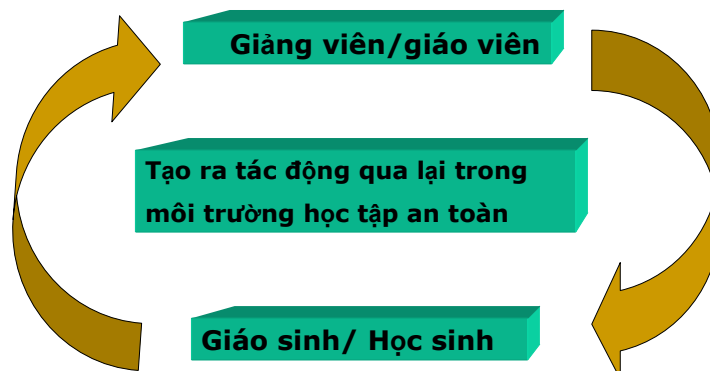 Giảng viên/giáo viên
Tạo ra tác động qua lại trong
môi trường học tập an toàn
Giáo sinh/ Học sinh